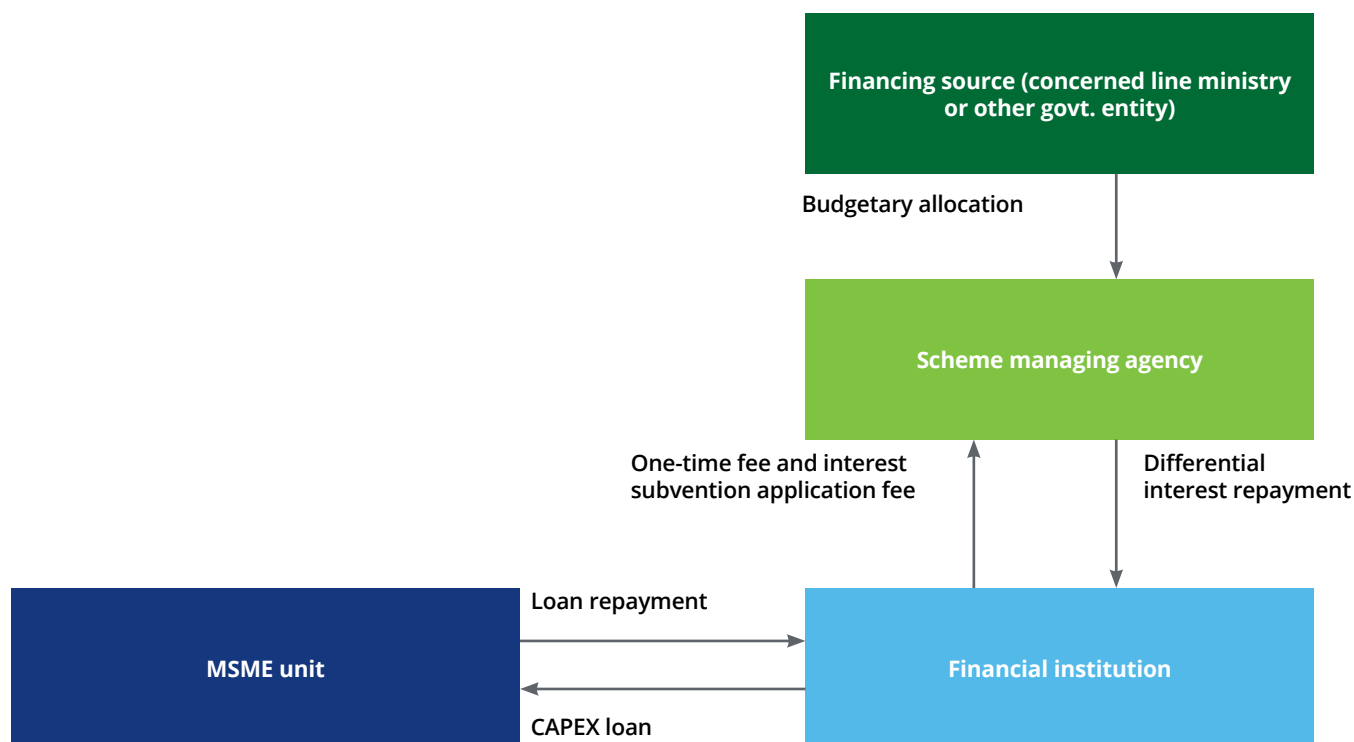 Financing source (concerned line ministry
or other govt. entity)
Budgetary allocation
Scheme managing agency
One-time fee and interest
subvention application fee
Differential
interest repayment
Loan repayment
MSME unit
Financial institution
CAPEX loan